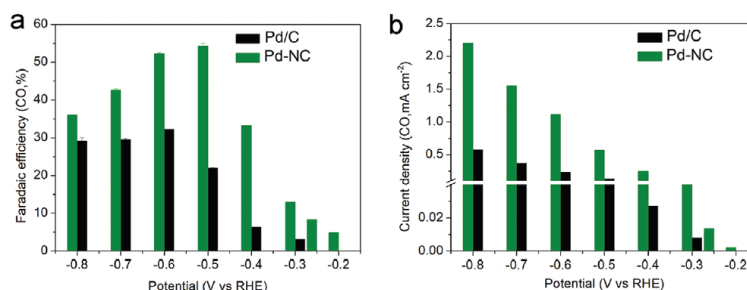 a
Pd/C
Pd-NC
Faradaic efficiency (CO,%)
60
50
40
30
20
10
0
-0.8 -0.7 -0.6 -0.5 -0.4 -0.3 -0.2
Potential (V vs RHE)
b
Pd/C
Pd-NC
Current density (CO,mA cm⁻²)
2.5
2.0
1.5
1.0
0.5
0.02
0.00
-0.8 -0.7 -0.6 -0.5 -0.4 -0.3 -0.2
Potential (V vs RHE)